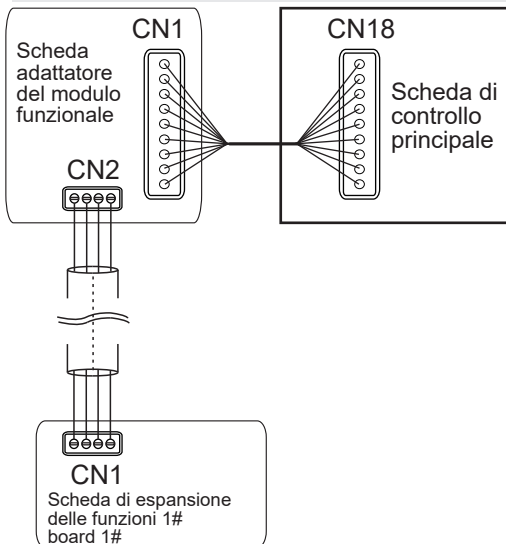 CN1
Scheda
adattatore
del modulo
funzionale
CN2
CN18
Scheda di
controllo
principale
CN1
Scheda di espansione
delle funzioni 1#
board 1#